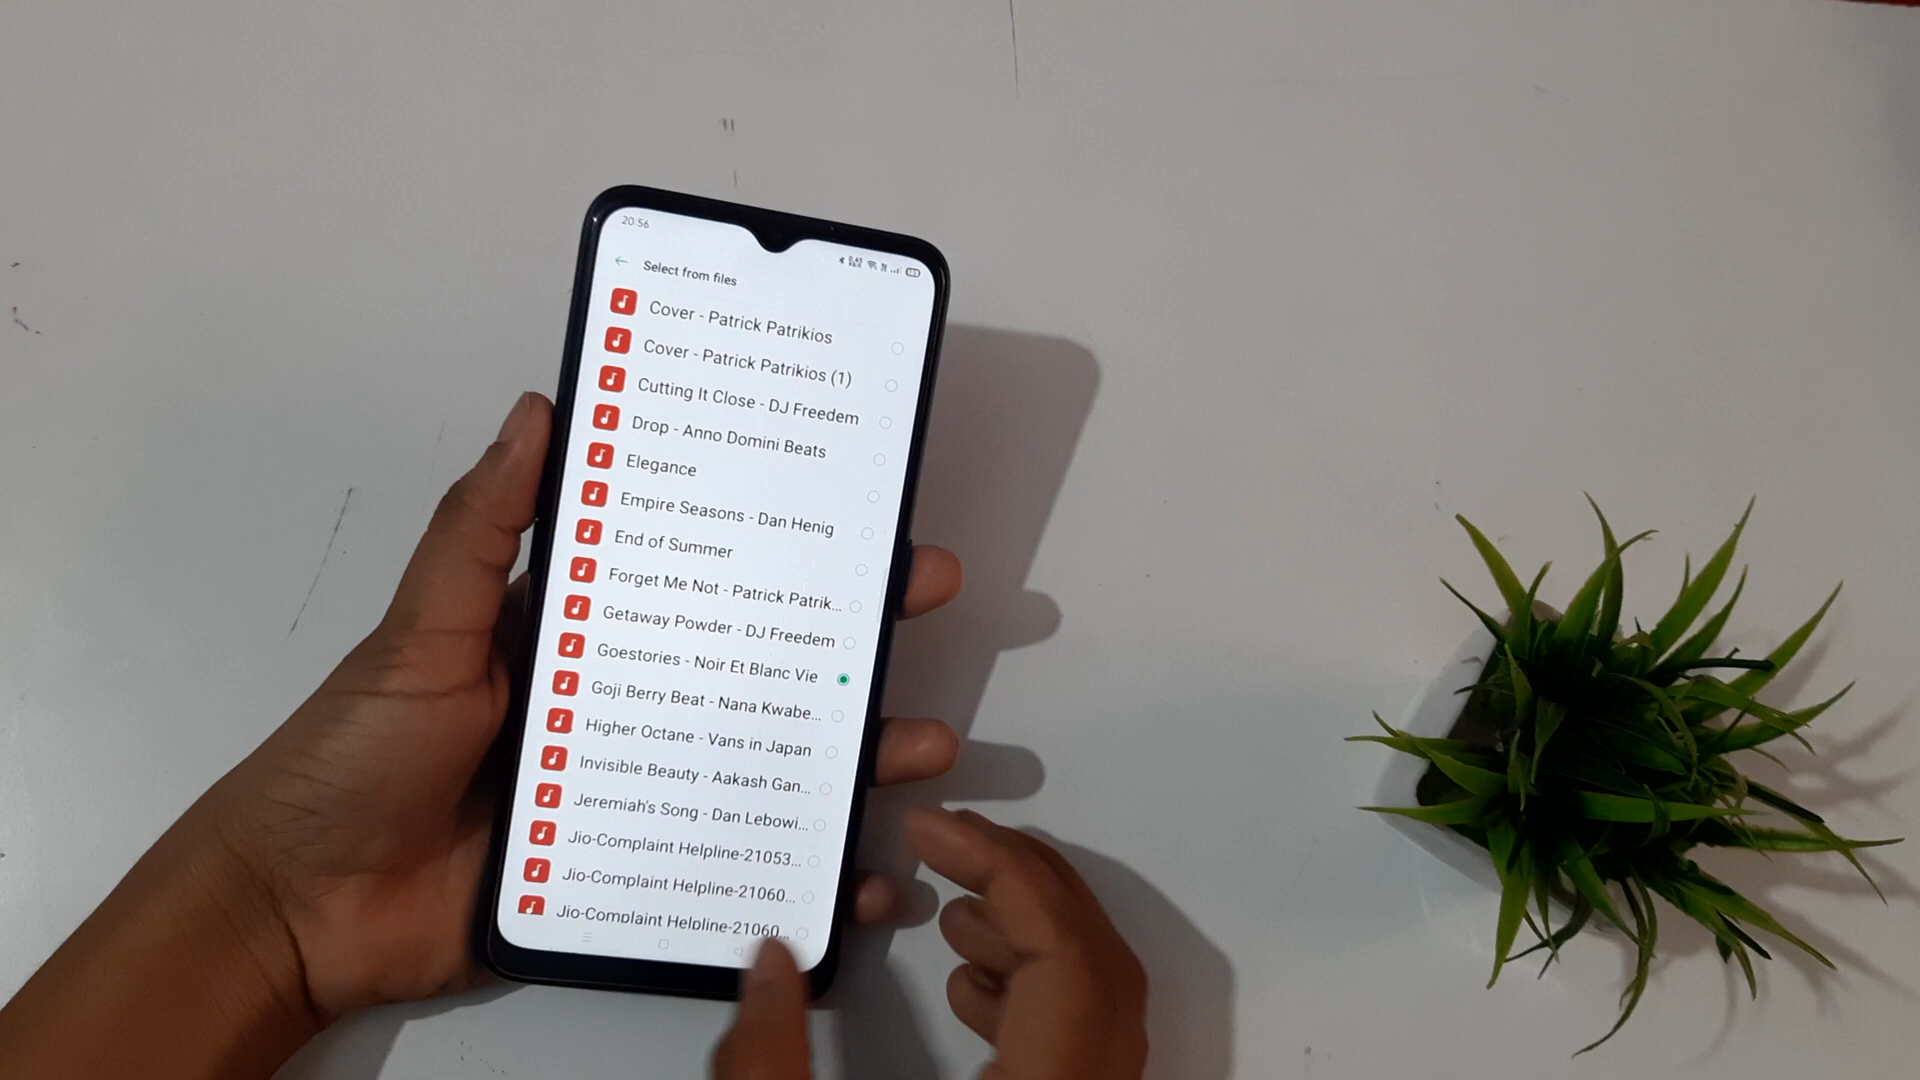 20:56
Select from files
Cover - Patrick Patrikios
Cover - Patrick Patrikios (1)
Cutting It Close - DJ Freedem
Drop - Anno Domini Beats
Elegance
Empire Seasons - Dan Henig
End of Summer
Forget Me Not - Patrick Patrik...
Getaway Powder - DJ Freedem
Goestories - Noir Et Blanc Vie
Goji Berry Beat - Nana Kwabe...
Higher Octane - Vans in Japan
Invisible Beauty - Aakash Gan...
Jeremiah's Song - Dan Lebowi...
Jio-Complaint Helpline-21053...
Jio-Complaint Helpline-21060...
Jio-Complaint Helpline-21060...